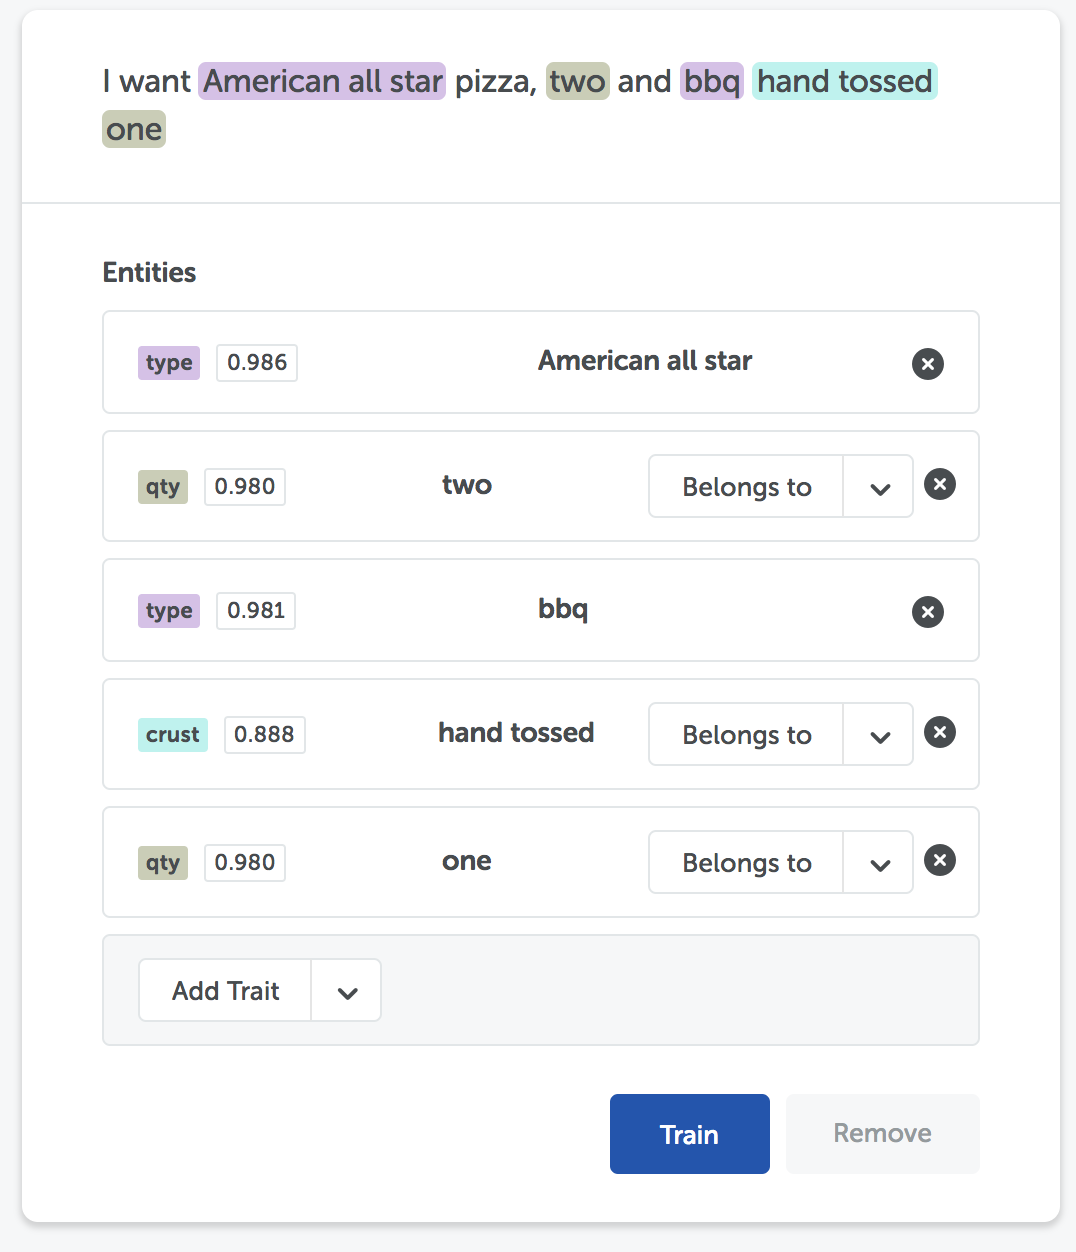 I want American all star pizza, two and bbq hand tossed
one
Entities
type 0.986 American all star
qty 0.980 two Belongs to
type 0.981 bbq
crust 0.888 hand tossed Belongs to
qty 0.980 one Belongs to
Add Trait
Train Remove